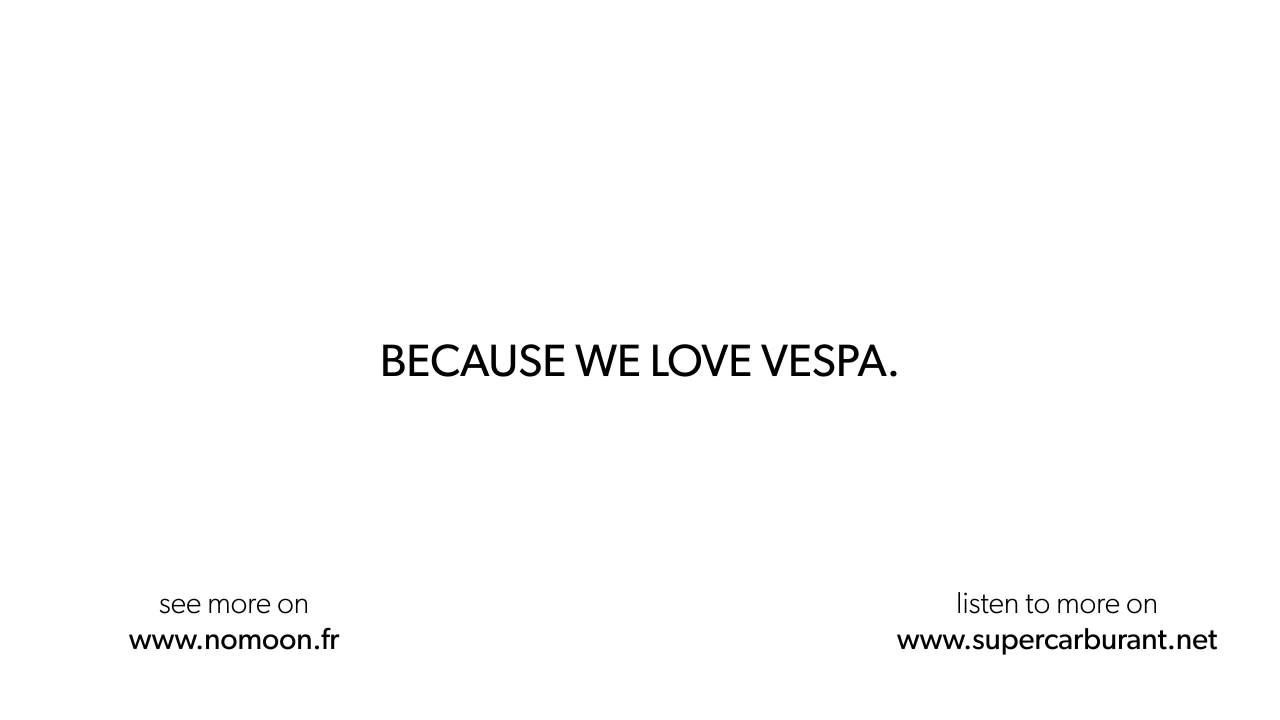 BECAUSE WE LOVE VESPA.
see more on
www.nomoon.fr
listen to more on
www.supercarburant.net